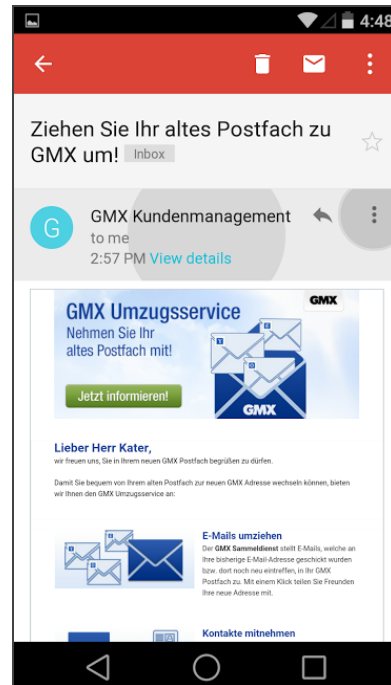 4:48
Ziehen Sie Ihr altes Postfach zu
GMX um! Inbox
G
GMX Kundenmanagement
to me
2:57 PM View details
GMX Umzugsservice
GMX
Nehmen Sie Ihr
altes Postfach mit!
Jetzt informieren!
GMX
Lieber Herr Kater,
wir freuen uns, Sie in Ihrem neuen GMX Postfach begrüßen zu dürfen.
Damit Sie bequem von Ihrem alten Postfach zur neuen GMX Adresse wechseln können, bieten
wir Ihnen den GMX Umzugsservice an:
E-Mails umziehen
Der GMX Sammeldienst stellt E-Mails, welche an
Ihre bisherige E-Mail-Adresse geschickt wurden
bzw. dort noch neu eintreffen, in Ihr GMX
Postfach zu. Mit einem Klick teilen Sie Freunden
Ihre neue Adresse mit.
Kontakte mitnehmen